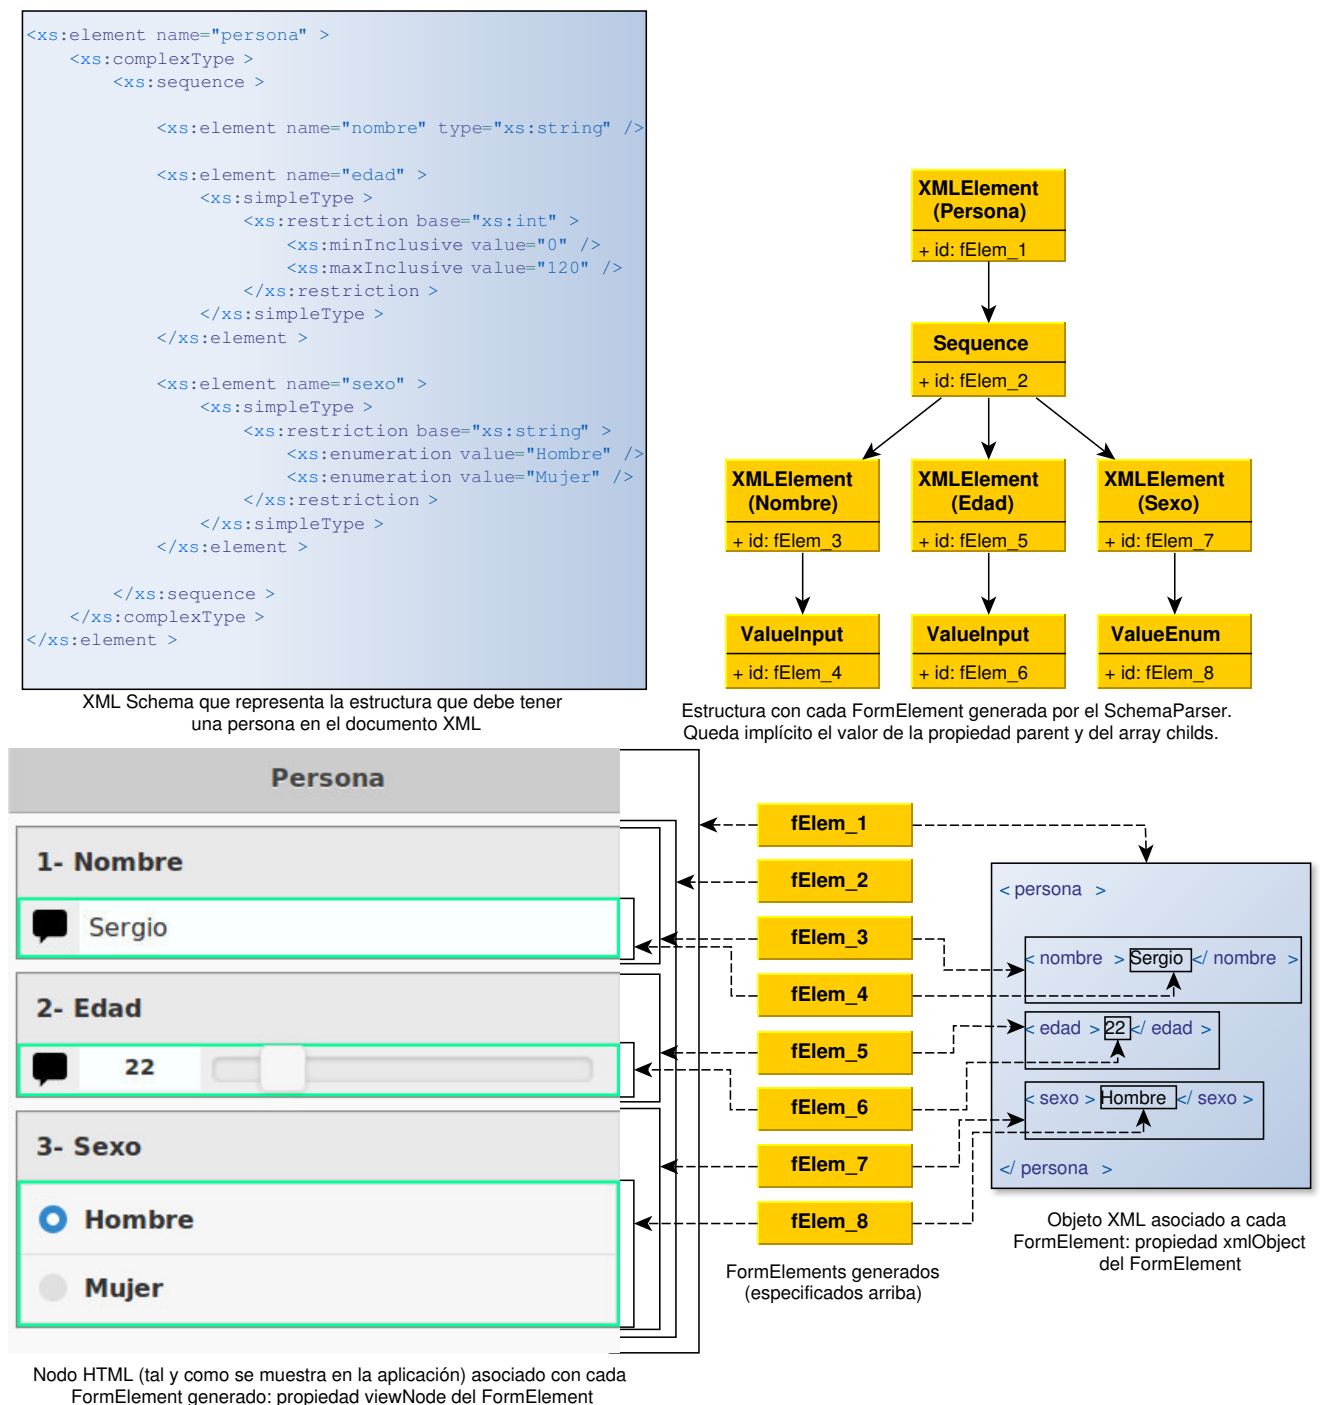 <xs:element name="persona" >
<xs:complexType >
<xs:sequence >
<xs:element name="nombre" type="xs:string" />
<xs:element name="edad" >
<xs:simpleType >
<xs:restriction base="xs:int" >
<xs:minInclusive value="0" />
<xs:maxInclusive value="120" />
</xs:restriction >
</xs:simpleType >
</xs:element >
<xs:element name="sexo" >
<xs:simpleType >
<xs:restriction base="xs:string" >
<xs:enumeration value="Hombre" />
<xs:enumeration value="Mujer" />
</xs:restriction >
</xs:simpleType >
</xs:element >
</xs:sequence >
</xs:complexType >
</xs:element >
XML Schema que representa la estructura que debe tener
una persona en el documento XML
XMLElement
(Persona)
+ id: fElem_1
Sequence
+ id: fElem_2
XMLElement
(Nombre)
+ id: fElem_3
XMLElement
(Edad)
+ id: fElem_5
XMLElement
(Sexo)
+ id: fElem_7
ValueInput
+ id: fElem_4
ValueInput
+ id: fElem_6
ValueEnum
+ id: fElem_8
Estructura con cada FormElement generada por el SchemaParser.
Queda implícito el valor de la propiedad parent y del array childs.
Persona
1- Nombre
Sergio
2- Edad
22
3- Sexo
Hombre
Mujer
Nodo HTML (tal y como se muestra en la aplicación) asociado con cada
FormElement generado: propiedad viewNode del FormElement
fElem_1
fElem_2
fElem_3
fElem_4
fElem_5
fElem_6
fElem_7
fElem_8
FormElements generados
(especificados arriba)
< persona >
< nombre > Sergio </ nombre >
< edad > 22 </ edad >
< sexo > Hombre </ sexo >
</ persona >
Objeto XML asociado a cada
FormElement: propiedad xmlObject
del FormElement